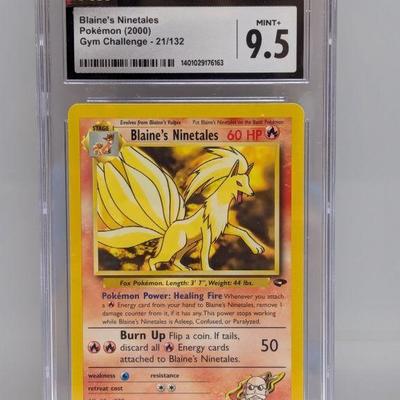 Blaine's Ninetales
Pokémon (2000)
Gym Challenge - 21/132
1401029176163
MINT+
9.5
Evolves from Blaine's Vulpix
Put Blaine's Ninetales on the Basic Pokémon
STAGE
Blaine's Ninetales 60 HP
Fox Pokémon. Length: 3' 7", Weight: 44 lbs.
Pokémon Power: Healing Fire Whenever you attach
a Energy card from your hand to Blaine's Ninetales, remove 1
damage counter from it, if it has any. This power stops working
while Blaine's Ninetales is Asleep, Confused, or Paralyzed.
Burn Up Flip a coin. If tails,
discard all Energy cards
attached to Blaine's Ninetales.
50
weakness
resistance
retreat cost